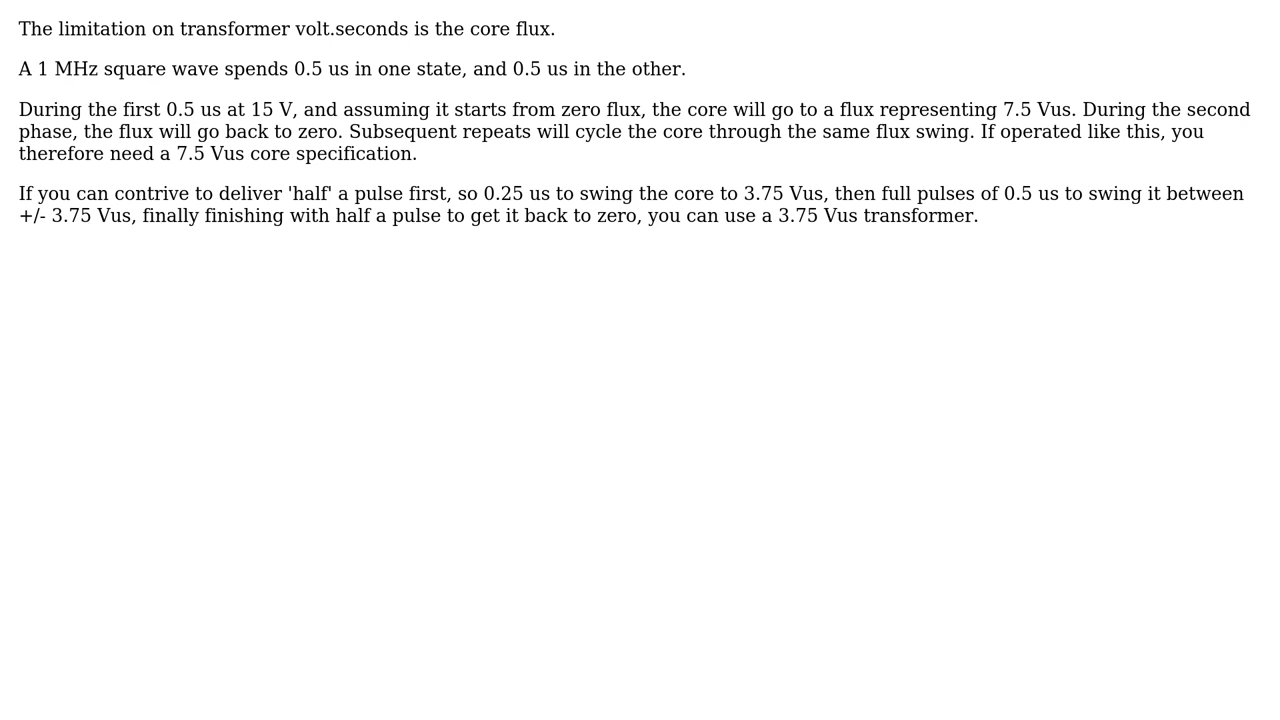 The limitation on transformer volt.seconds is the core flux.
A 1 MHz square wave spends 0.5 us in one state, and 0.5 us in the other.
During the first 0.5 us at 15 V, and assuming it starts from zero flux, the core will go to a flux representing 7.5 Vus. During the second
phase, the flux will go back to zero. Subsequent repeats will cycle the core through the same flux swing. If operated like this, you
therefore need a 7.5 Vus core specification.
If you can contrive to deliver 'half' a pulse first, so 0.25 us to swing the core to 3.75 Vus, then full pulses of 0.5 us to swing it between
+/- 3.75 Vus, finally finishing with half a pulse to get it back to zero, you can use a 3.75 Vus transformer.